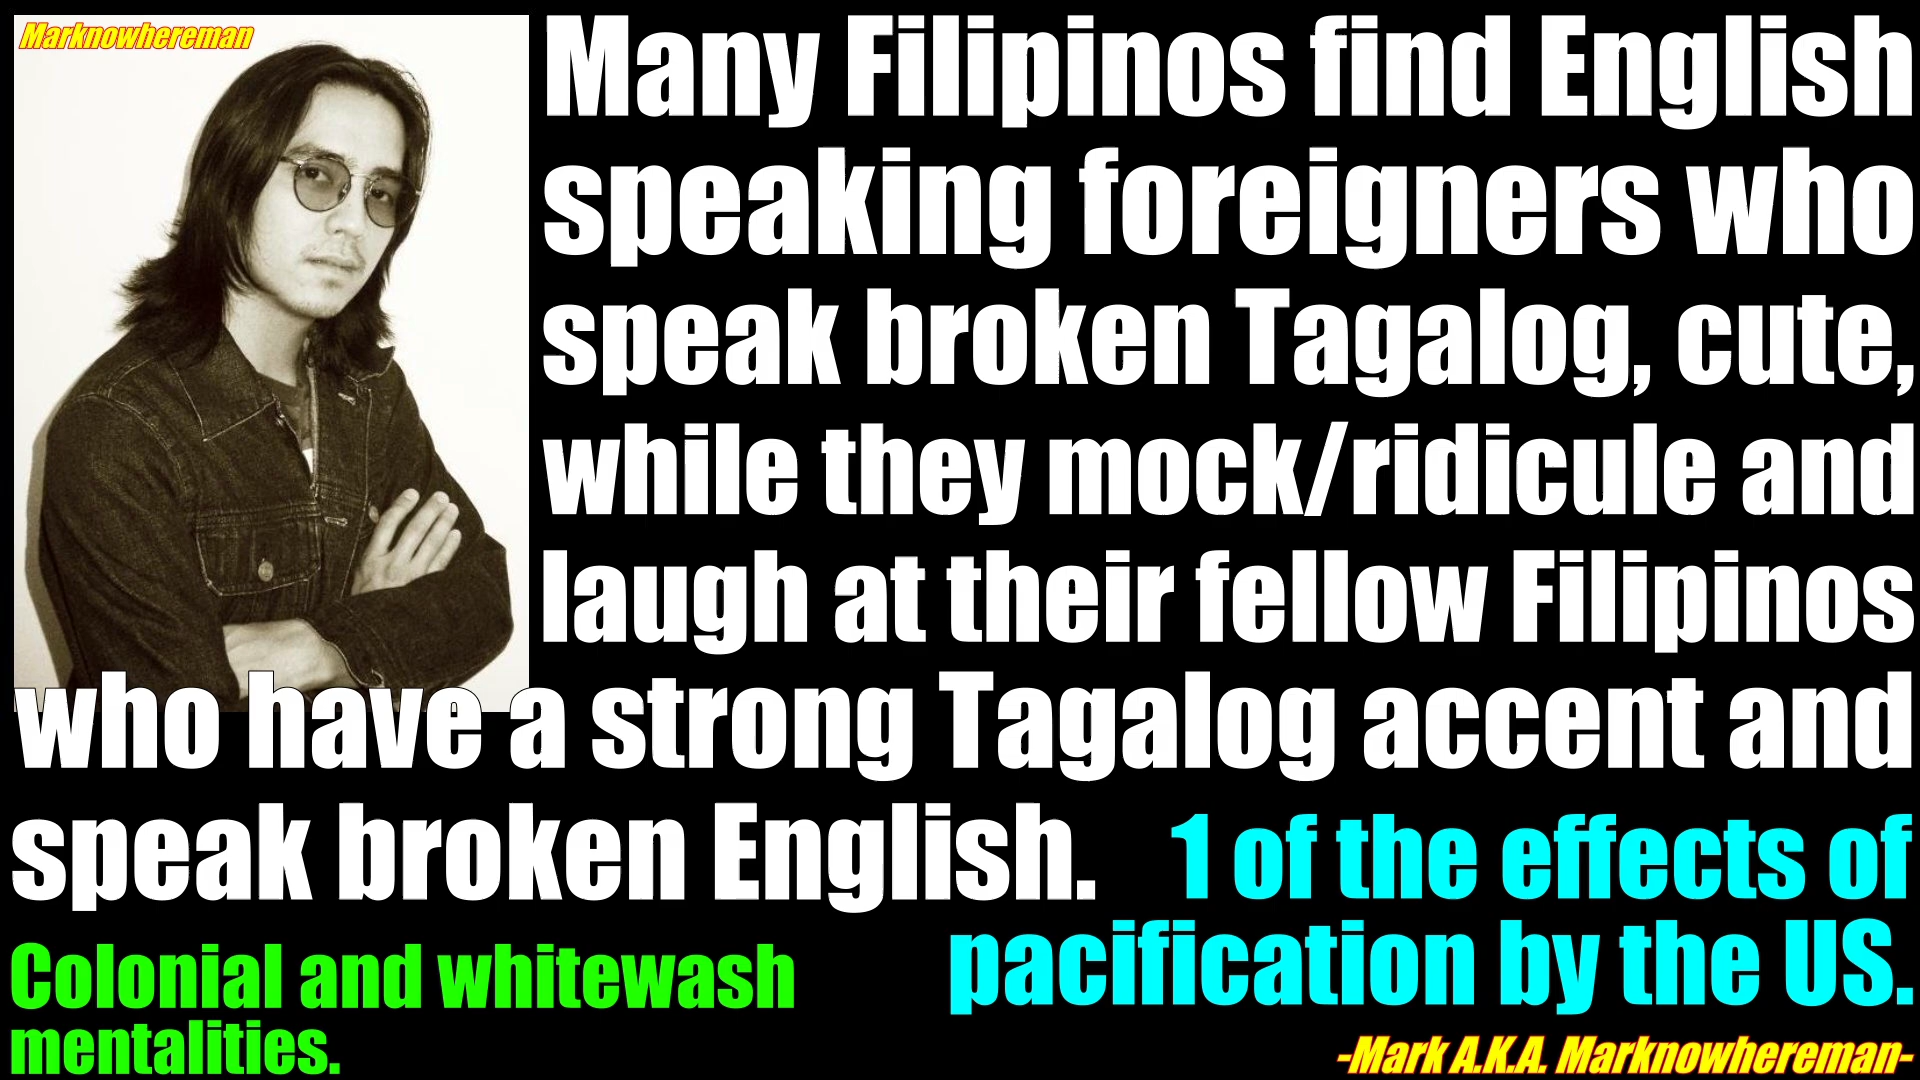 Marknowhereman
Many Filipinos find English
speaking foreigners who
speak broken Tagalog, cute,
while they mock/ridicule and
laugh at their fellow Filipinos
who have a strong Tagalog accent and
speak broken English.
1 of the effects of
pacification by the US.
Colonial and whitewash
mentalities.
-Mark A.K.A. Marknowhereman-